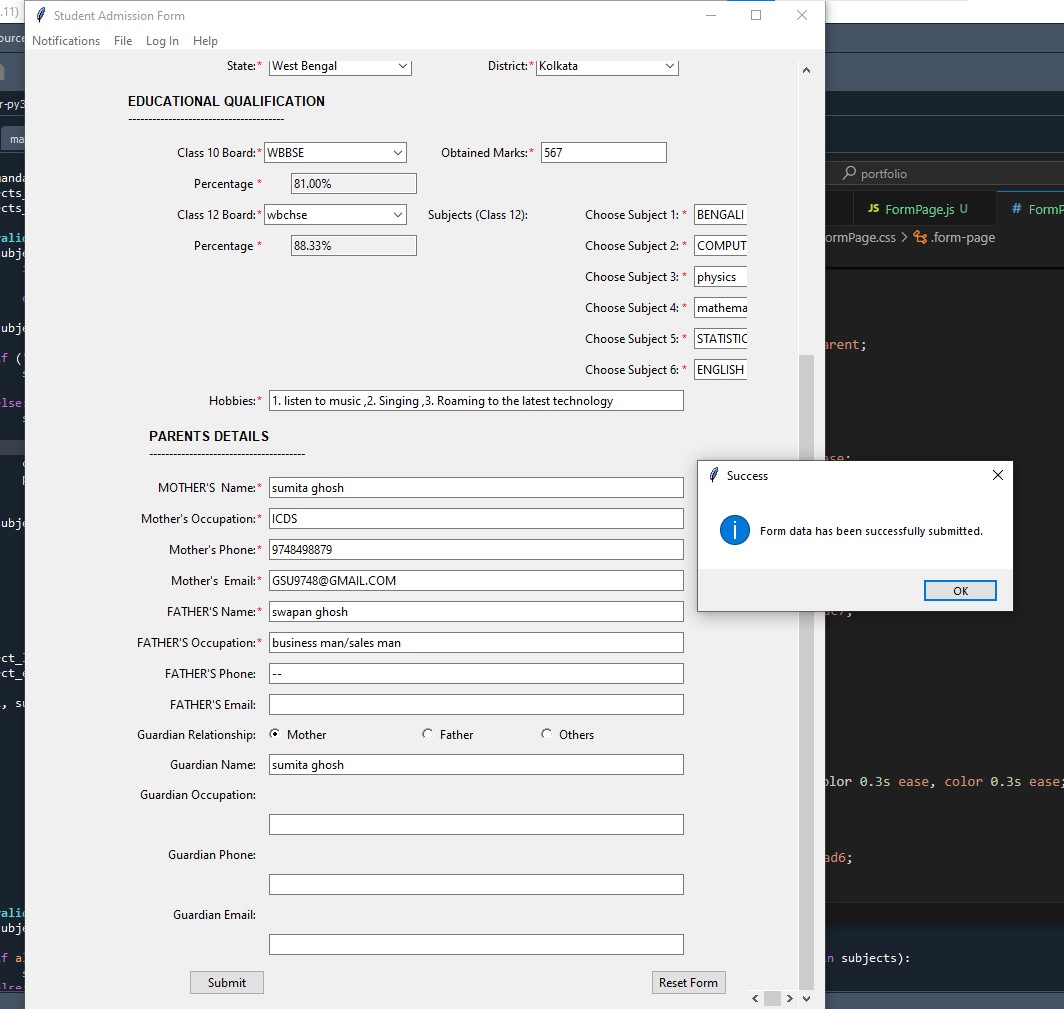 .11)
Student Admission Form
Notifications File Log In Help
State:* West Bengal District:* Kolkata
EDUCATIONAL QUALIFICATION
---------------------------------------
Class 10 Board:* WBBSE Obtained Marks:* 567
Percentage * 81.00%
Class 12 Board:* wbchse Subjects (Class 12): Choose Subject 1: * BENGALI
Percentage * 88.33% Choose Subject 2: * COMPUT
Choose Subject 3: * physics
Choose Subject 4: * mathema
Choose Subject 5: * STATISTIC
Choose Subject 6: * ENGLISH
Hobbies:* 1. listen to music ,2. Singing ,3. Roaming to the latest technology
PARENTS DETAILS
---------------------------------------
MOTHER'S Name:* sumita ghosh
Mother's Occupation:* ICDS
Mother's Phone:* 9748498879
Mother's Email:* GSU9748@GMAIL.COM
FATHER'S Name:* swapan ghosh
FATHER'S Occupation:* business man/sales man
FATHER'S Phone: --
FATHER'S Email:
Guardian Relationship: Mother Father Others
Guardian Name: sumita ghosh
Guardian Occupation:
Guardian Phone:
Guardian Email:
Submit Reset Form
Success
Form data has been successfully submitted.
OK
portfolio
JS FormPage.js U # FormP
ormPage.css > .form-page
arent;
olor 0.3s ease, color 0.3s ease;
ad6;
n subjects):